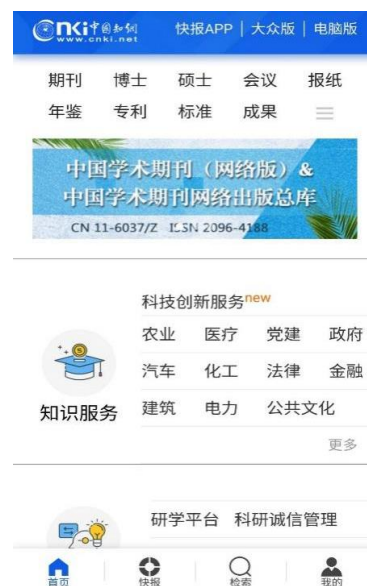 cnki中国知网
www.cnki.net
快报APP | 大众版 | 电脑版
期刊 博士 硕士 会议 报纸
年鉴 专利 标准 成果
中国学术期刊（网络版）&
中国学术期刊网络出版总库
CN 11-6037/Z ISSN 2096-4188
科技创新服务new
农业 医疗 党建 政府
汽车 化工 法律 金融
知识服务
建筑 电力 公共文化
更多
研学平台 科研诚信管理
首页 快报 检索 我的